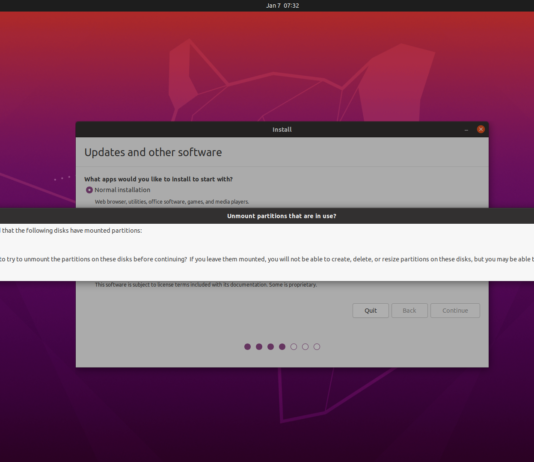 Jan 7 07:32
Install
Updates and other software
What apps would you like to install to start with?
Normal installation
Web browser, utilities, office software, games, and media players.
Unmount partitions that are in use?
that the following disks have mounted partitions:
to try to unmount the partitions on these disks before continuing? If you leave them mounted, you will not be able to create, delete, or resize partitions on these disks, but you may be able
This software is subject to license terms included with its documentation. Some is proprietary.
Quit Back Continue